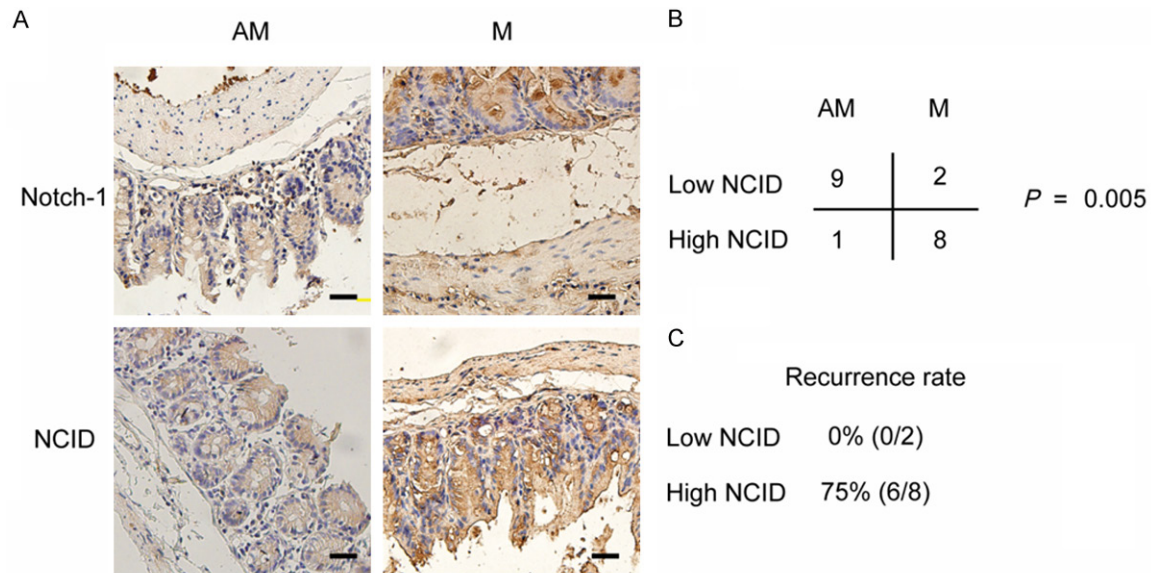 A
AM M
Notch-1
NCID
B
AM M
Low NCID 9 2
P = 0.005
High NCID 1 8
C
Recurrence rate
Low NCID 0% (0/2)
High NCID 75% (6/8)